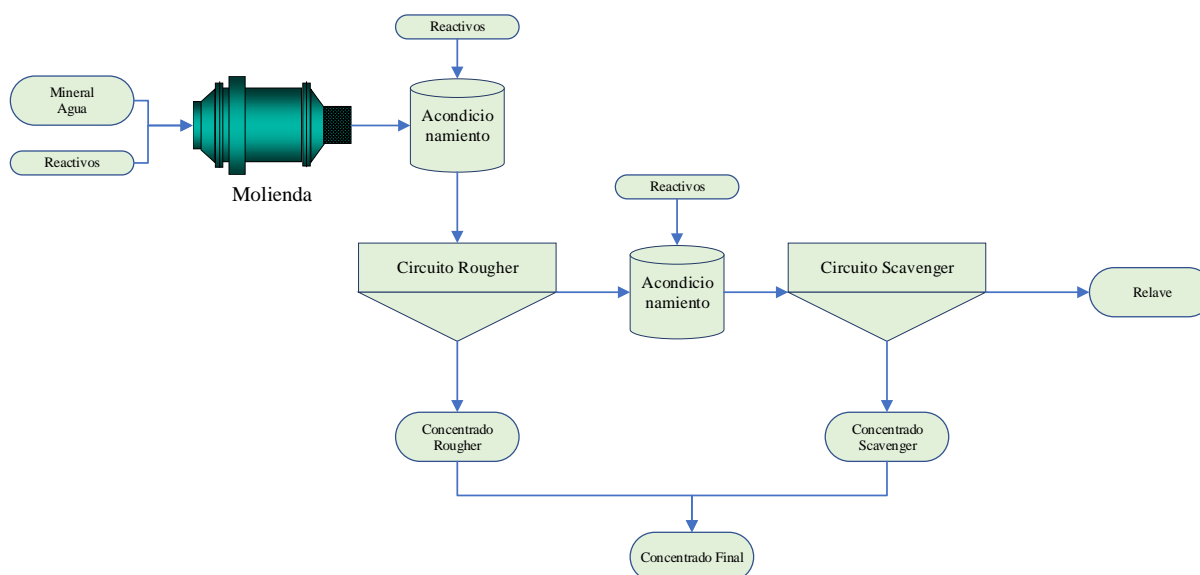 Reactivos
Mineral
Agua
Reactivos
Molienda
Acondicio
namiento
Reactivos
Circuito Rougher
Acondicio
namiento
Circuito Scavenger
Relave
Concentrado
Rougher
Concentrado
Scavenger
Concentrado Final